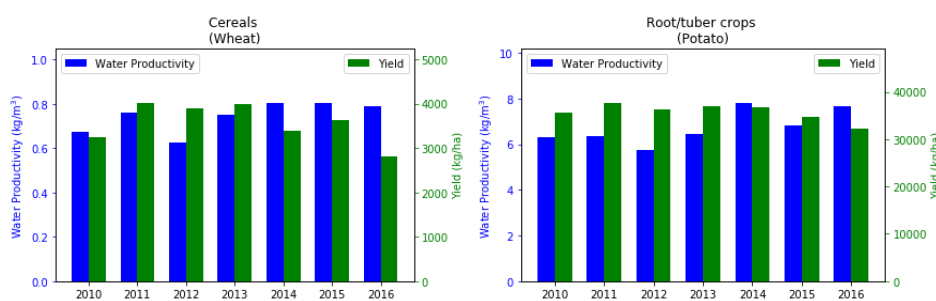 Cereals
(Wheat)
Water Productivity
Yield
1.0
0.8
0.6
0.4
0.2
0.0
Water Productivity (kg/m³)
5000
4000
3000
2000
1000
0
Yield (kg/ha)
2010 2011 2012 2013 2014 2015 2016
Root/tuber crops
(Potato)
Water Productivity
Yield
10
8
6
4
2
0
Water Productivity (kg/m³)
40000
30000
20000
10000
0
Yield (kg/ha)
2010 2011 2012 2013 2014 2015 2016